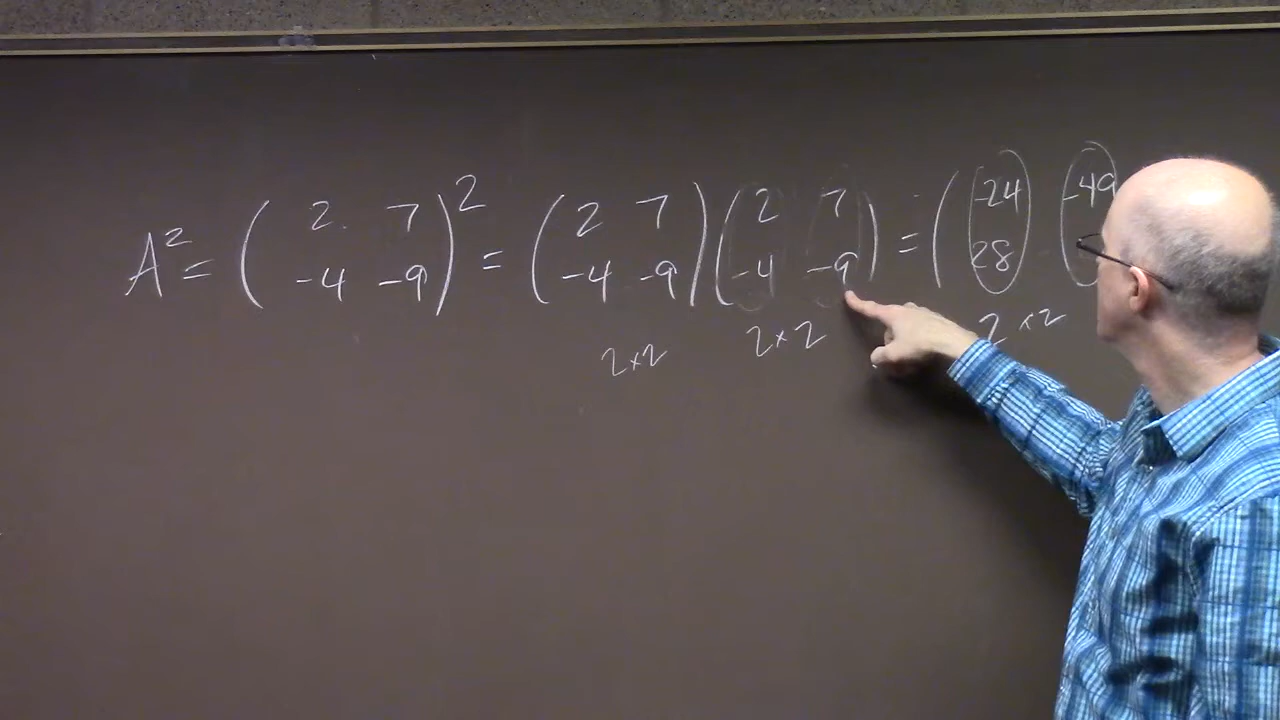 A² = ( 2 7 )² = ( 2 7 ) ( 2 7 ) = ( -24 -49
-4 -9 -4 -9 -4 -9 28
2×2 2×2 2×2